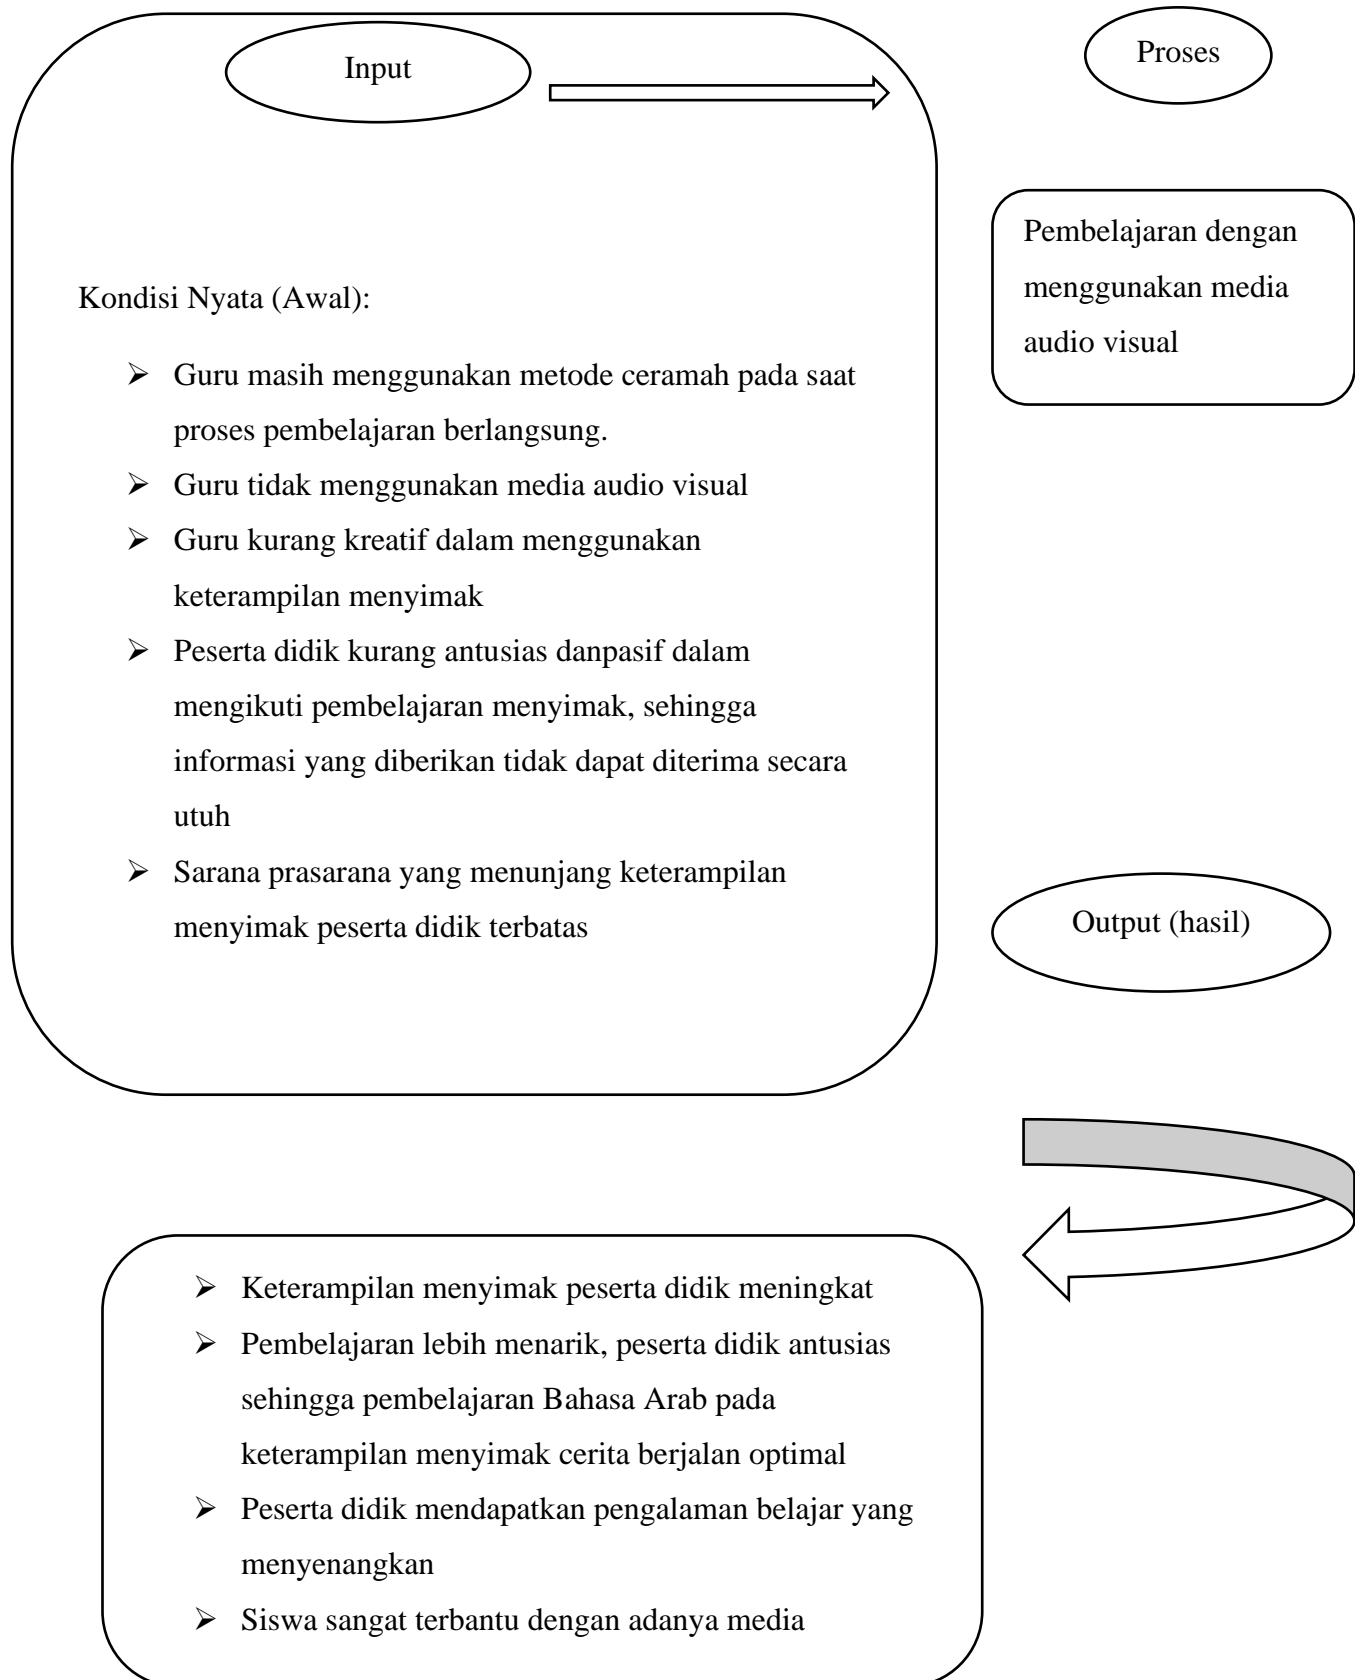 Input
Proses
Pembelajaran dengan
menggunakan media
audio visual
Kondisi Nyata (Awal):
➢ Guru masih menggunakan metode ceramah pada saat
proses pembelajaran berlangsung.
➢ Guru tidak menggunakan media audio visual
➢ Guru kurang kreatif dalam menggunakan
keterampilan menyimak
➢ Peserta didik kurang antusias danpasif dalam
mengikuti pembelajaran menyimak, sehingga
informasi yang diberikan tidak dapat diterima secara
utuh
➢ Sarana prasarana yang menunjang keterampilan
menyimak peserta didik terbatas
Output (hasil)
➢ Keterampilan menyimak peserta didik meningkat
➢ Pembelajaran lebih menarik, peserta didik antusias
sehingga pembelajaran Bahasa Arab pada
keterampilan menyimak cerita berjalan optimal
➢ Peserta didik mendapatkan pengalaman belajar yang
menyenangkan
➢ Siswa sangat terbantu dengan adanya media